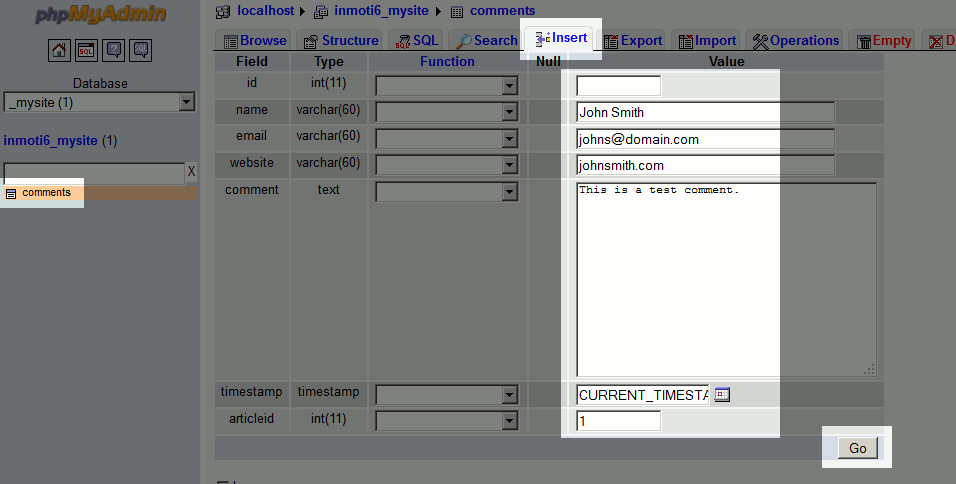 phpMyAdmin
localhost inmoti6_mysite comments
Browse Structure SQL Search Insert Export Import Operations Empty
SQL SQL
Database
_mysite (1)
inmoti6_mysite (1)
X
comments
Field Type Function Null Value
id int(11)
name varchar(60) John Smith
email varchar(60) johns@domain.com
website varchar(60) johnsmith.com
comment text This is a test comment.
timestamp timestamp CURRENT_TIMESTA
articleid int(11) 1
Go